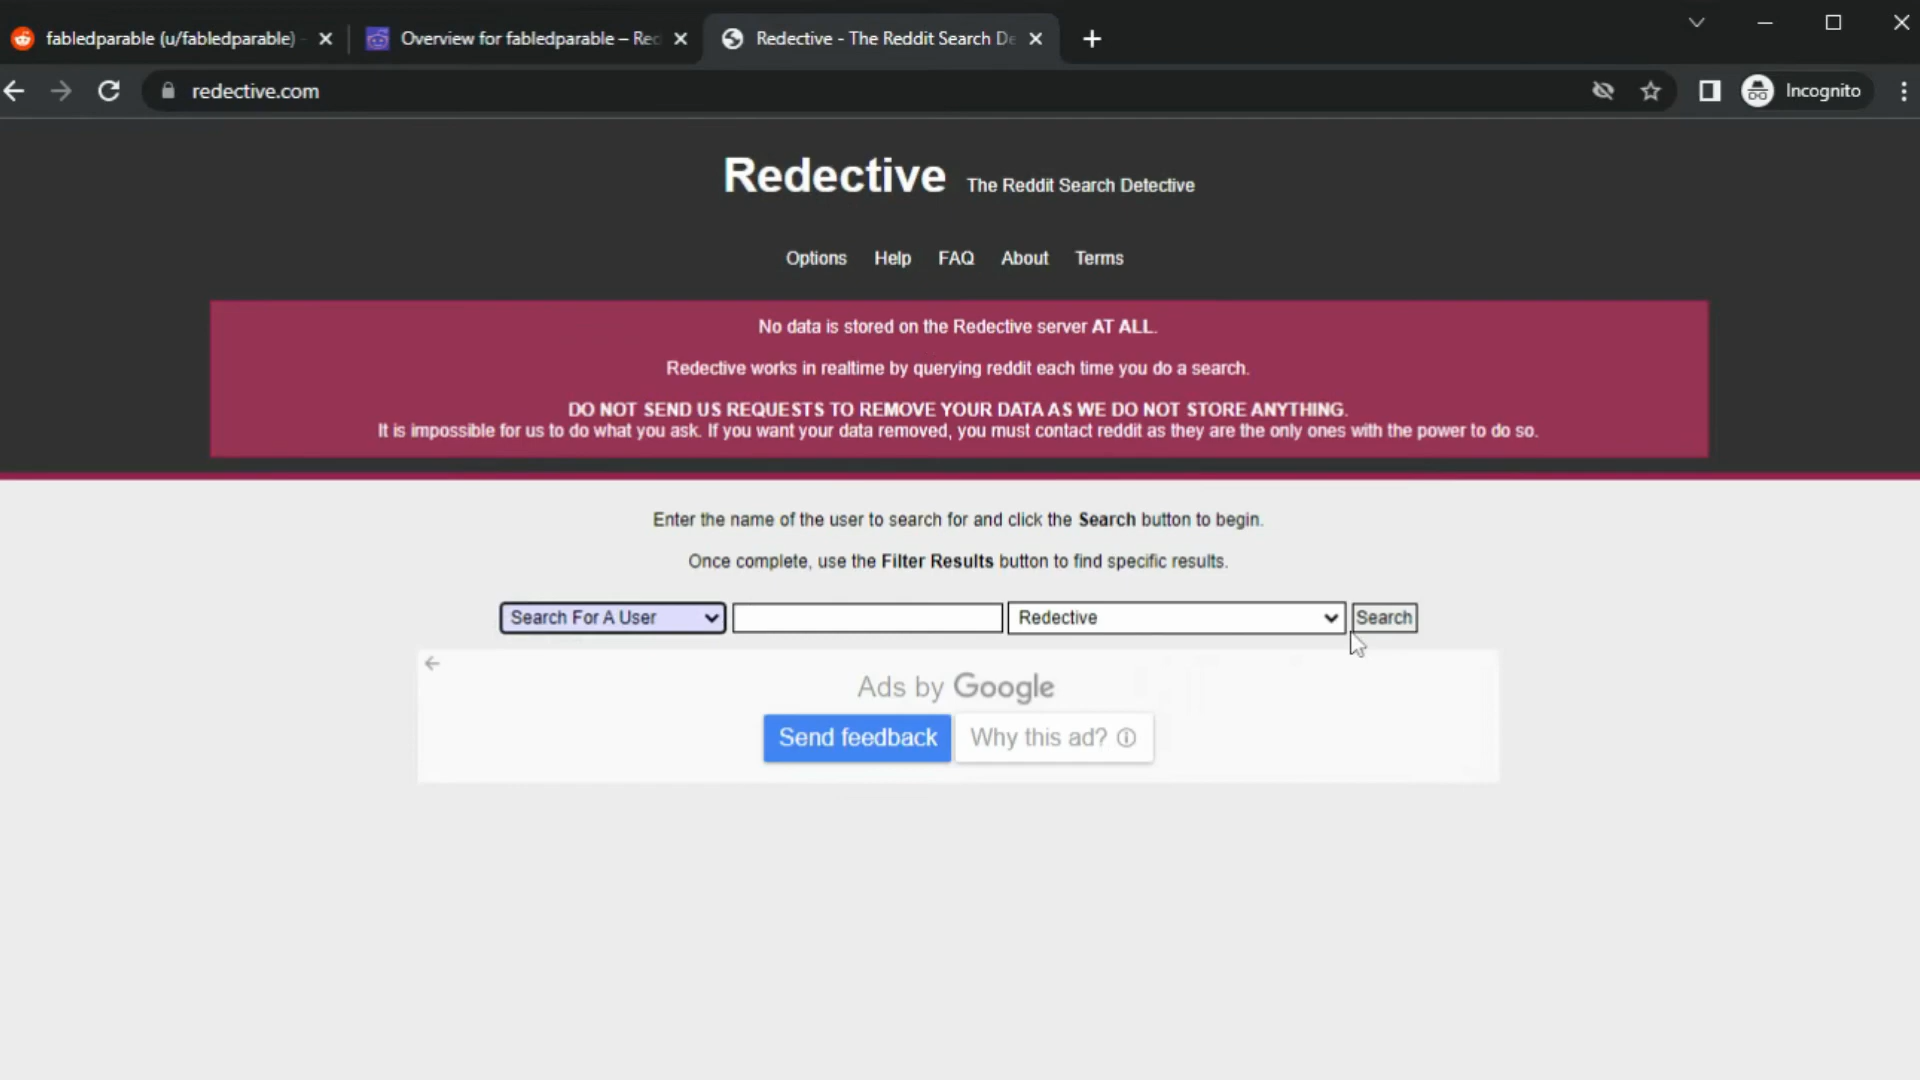 fabledparable (u/fabledparable)
Overview for fabledparable – Re
Redective - The Reddit Search D
redective.com
Incognito
Redective The Reddit Search Detective
Options Help FAQ About Terms
No data is stored on the Redective server AT ALL.
Redective works in realtime by querying reddit each time you do a search.
DO NOT SEND US REQUESTS TO REMOVE YOUR DATA AS WE DO NOT STORE ANYTHING.
It is impossible for us to do what you ask. If you want your data removed, you must contact reddit as they are the only ones with the power to do so.
Enter the name of the user to search for and click the Search button to begin.
Once complete, use the Filter Results button to find specific results.
Search For A User Redective Search
Ads by Google
Send feedback Why this ad?